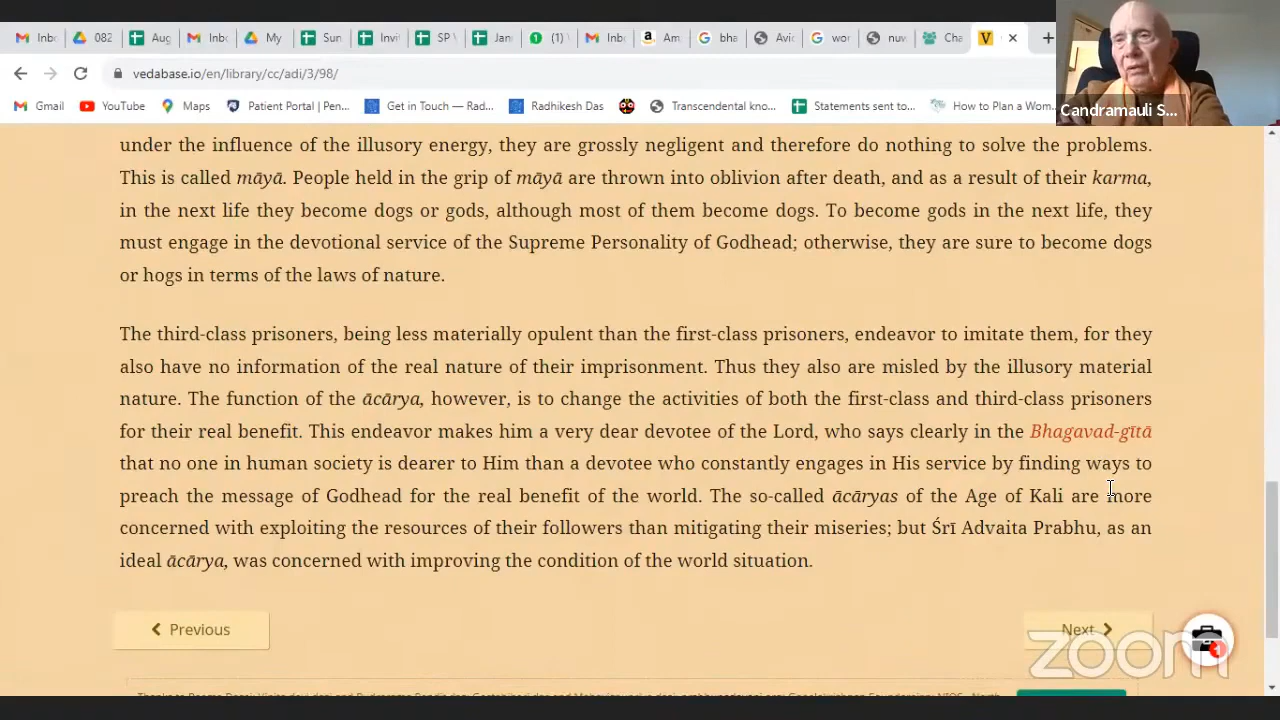 Inb 082 Aug Inb My Sun Invi SP Jan (1) Inb Am bha Avic wor nuv Cha
vedabase.io/en/library/cc/adi/3/98/
Gmail YouTube Maps Patient Portal | Pen... Get in Touch — Rad... Radhikesh Das Transcendental kno... Statements sent to... How to Plan a Wom...
Candramauli S...
under the influence of the illusory energy, they are grossly negligent and therefore do nothing to solve the problems.
This is called māyā. People held in the grip of māyā are thrown into oblivion after death, and as a result of their karma,
in the next life they become dogs or gods, although most of them become dogs. To become gods in the next life, they
must engage in the devotional service of the Supreme Personality of Godhead; otherwise, they are sure to become dogs
or hogs in terms of the laws of nature.
The third-class prisoners, being less materially opulent than the first-class prisoners, endeavor to imitate them, for they
also have no information of the real nature of their imprisonment. Thus they also are misled by the illusory material
nature. The function of the ācārya, however, is to change the activities of both the first-class and third-class prisoners
for their real benefit. This endeavor makes him a very dear devotee of the Lord, who says clearly in the Bhagavad-gītā
that no one in human society is dearer to Him than a devotee who constantly engages in His service by finding ways to
preach the message of Godhead for the real benefit of the world. The so-called ācāryas of the Age of Kali are more
concerned with exploiting the resources of their followers than mitigating their miseries; but Śrī Advaita Prabhu, as an
ideal ācārya, was concerned with improving the condition of the world situation.
Previous
Next
1
zoom